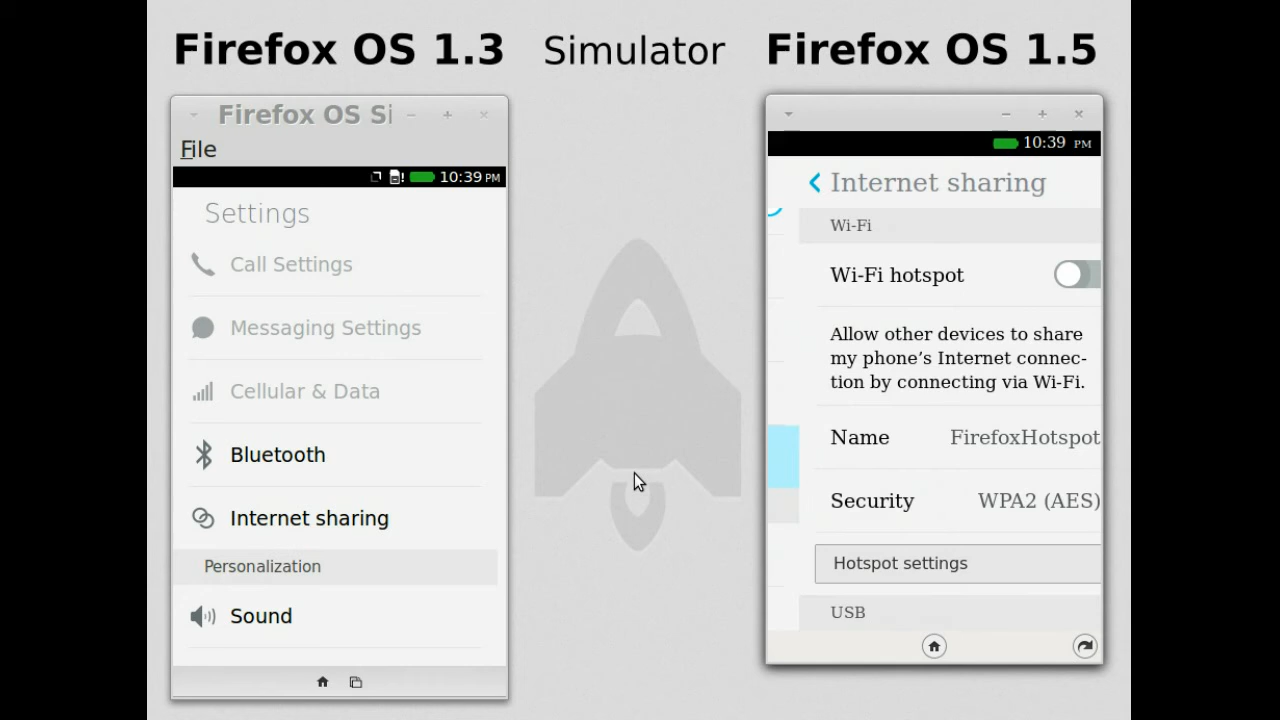 Firefox OS 1.3
Simulator
Firefox OS 1.5
Firefox OS Si
File
10:39 PM
Settings
Call Settings
Messaging Settings
Cellular & Data
Bluetooth
Internet sharing
Personalization
Sound
10:39 PM
Internet sharing
Wi-Fi
Wi-Fi hotspot
Allow other devices to share
my phone’s Internet connec-
tion by connecting via Wi-Fi.
Name FirefoxHotspot
Security WPA2 (AES)
Hotspot settings
USB